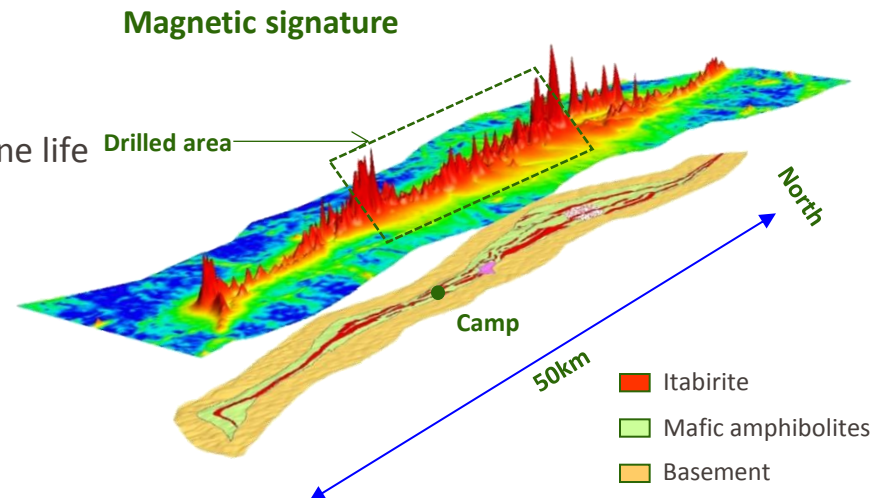 Magnetic signature
ne life
Drilled area
North
Camp
50km
Itabirite
Mafic amphibolites
Basement